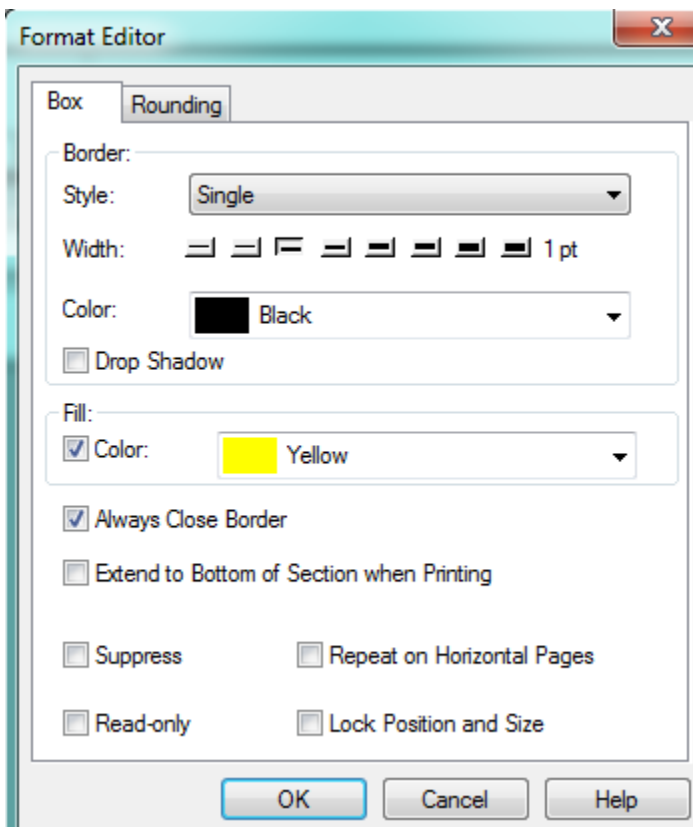 Format Editor
Box Rounding
Border:
Style: Single
Width: 1 pt
Color: Black
Drop Shadow
Fill:
Color: Yellow
Always Close Border
Extend to Bottom of Section when Printing
Suppress Repeat on Horizontal Pages
Read-only Lock Position and Size
OK Cancel Help